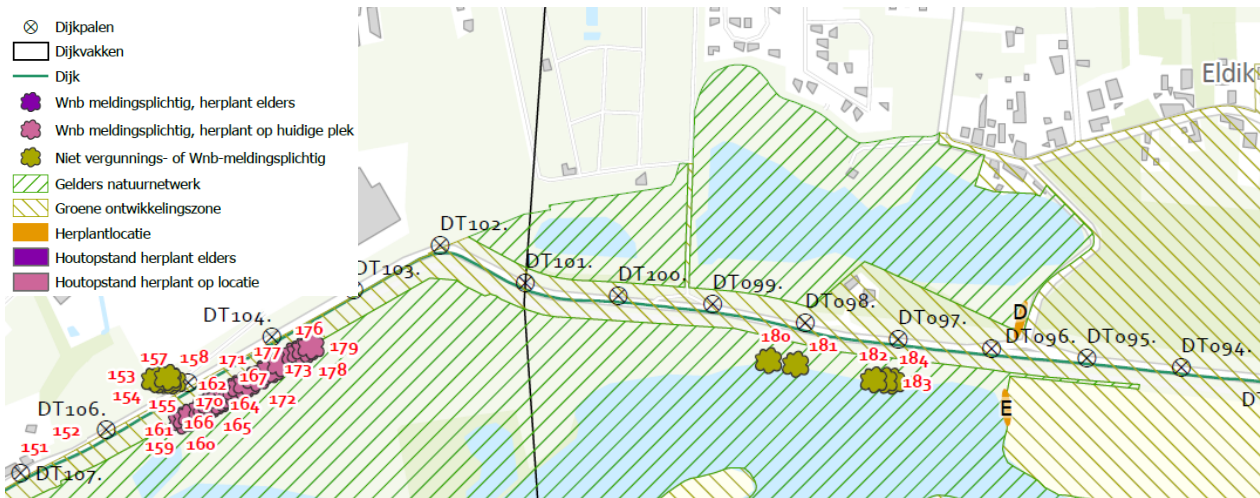 Dijkpalen
Dijkvakken
Dijk
Wnb meldingsplichtig, herplant elders
Wnb meldingsplichtig, herplant op huidige plek
Niet vergunnings- of Wnb-meldingsplichtig
Gelders natuurnetwerk
Groene ontwikkelingszone
Herplantlocatie
Houtopstand herplant elders
Houtopstand herplant op locatie
Eldik
DT102.
DT103.
DT101.
DT100.
DT099.
DT098.
DT097.
DT096.
DT095.
DT094.
D
E
DT104.
176
177
179
178
171
173
157
158
153
154
162
167
172
155
170
164
161
166
165
159
160
180
181
182
184
183
DT106.
152
151
DT107.